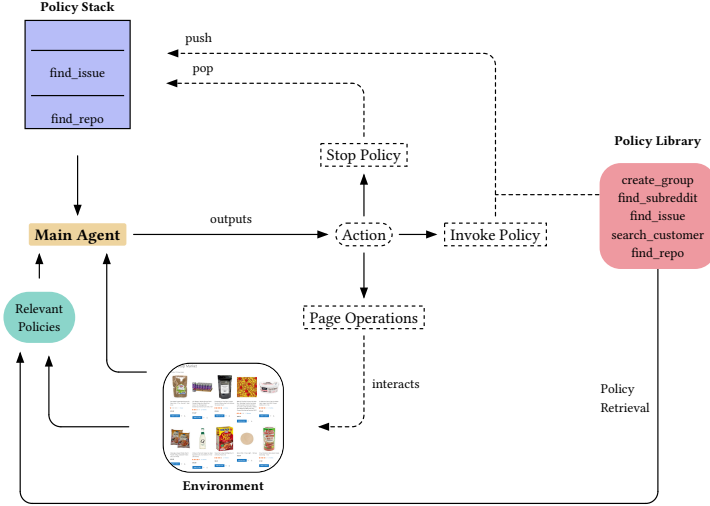 Policy Stack
push
find_issue
pop
find_repo
Stop Policy
Policy Library
create_group
find_subreddit
find_issue
search_customer
find_repo
outputs
Main Agent
Action
Invoke Policy
Relevant
Policies
Page Operations
interacts
Policy
Retrieval
Environment